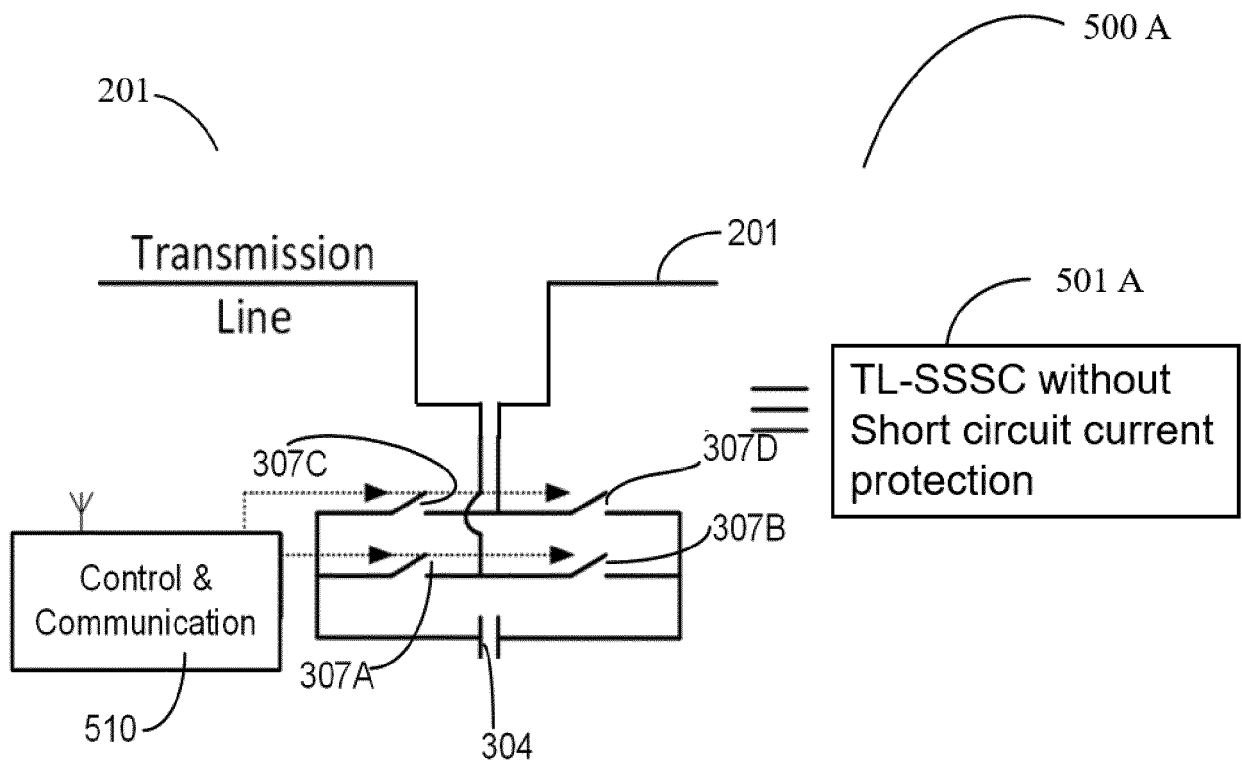 500 A
201
201
Transmission
Line
501 A
TL-SSSC without
Short circuit current
protection
307C
307D
307B
Control &
Communication
307A
510
304